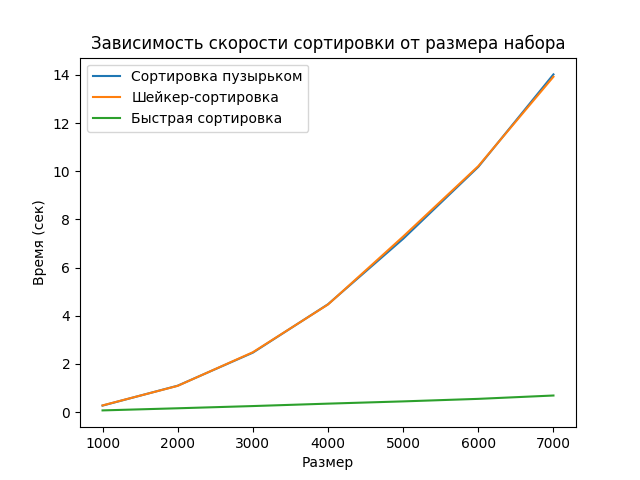 Зависимость скорости сортировки от размера набора
Сортировка пузырьком
Шейкер-сортировка
Быстрая сортировка
14
12
10
8
6
4
2
0
Время (сек)
1000 2000 3000 4000 5000 6000 7000
Размер